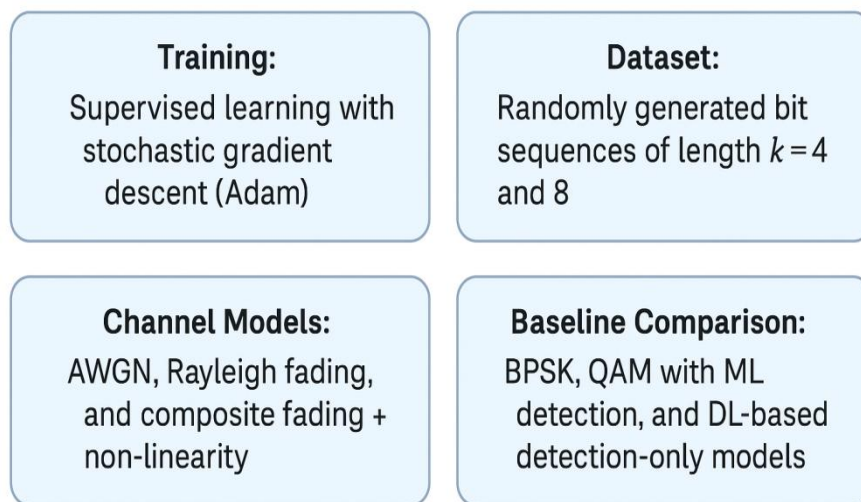 Training:
Supervised learning with
stochastic gradient
descent (Adam)
Dataset:
Randomly generated bit
sequences of length k = 4
and 8
Channel Models:
AWGN, Rayleigh fading,
and composite fading +
non-linearity
Baseline Comparison:
BPSK, QAM with ML
detection, and DL-based
detection-only models